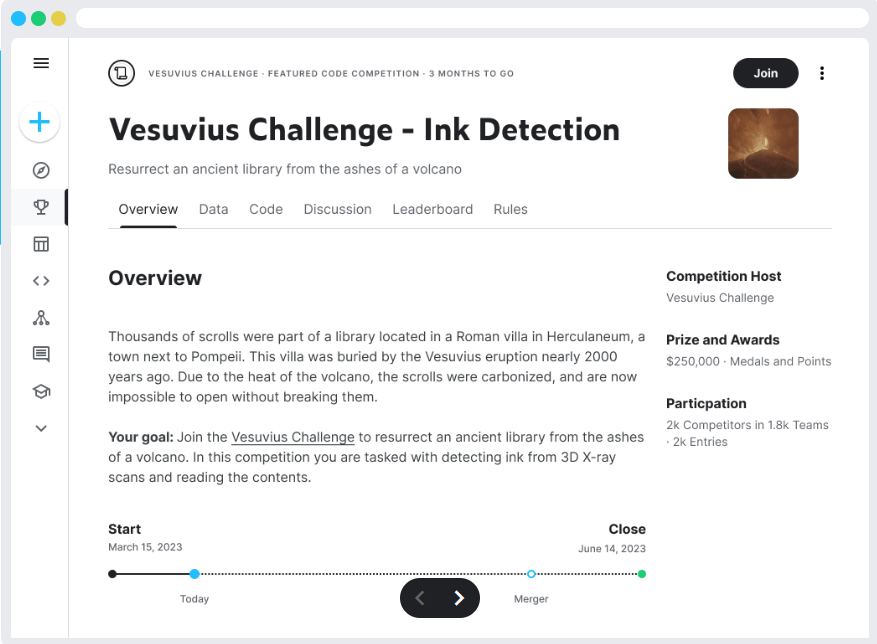 VESUVIUS CHALLENGE · FEATURED CODE COMPETITION · 3 MONTHS TO GO
Join
Vesuvius Challenge - Ink Detection
Resurrect an ancient library from the ashes of a volcano
Overview Data Code Discussion Leaderboard Rules
Overview
Thousands of scrolls were part of a library located in a Roman villa in Herculaneum, a
town next to Pompeii. This villa was buried by the Vesuvius eruption nearly 2000
years ago. Due to the heat of the volcano, the scrolls were carbonized, and are now
impossible to open without breaking them.
Your goal: Join the Vesuvius Challenge to resurrect an ancient library from the ashes
of a volcano. In this competition you are tasked with detecting ink from 3D X-ray
scans and reading the contents.
Competition Host
Vesuvius Challenge
Prize and Awards
$250,000 · Medals and Points
Particpation
2k Competitors in 1.8k Teams
· 2k Entries
Start Close
March 15, 2023 June 14, 2023
Today Merger